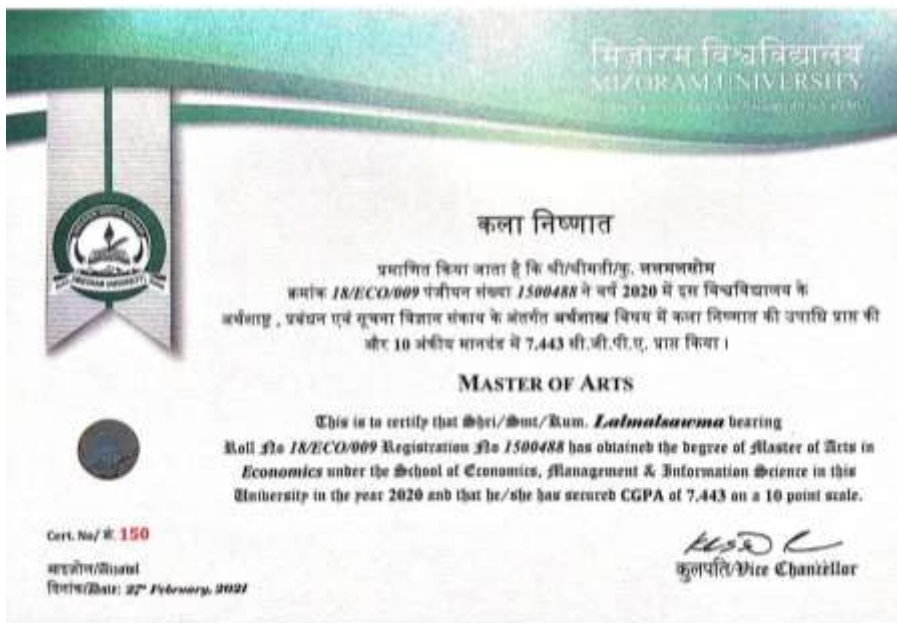 मिजोरम विश्वविद्यालय
MIZORAM UNIVERSITY
कला निष्णात
प्रमाणित किया जाता है कि श्री/श्रीमती/कु.
क्रमांक 18/ECO/009 पंजीयन संख्या 1500488 ने वर्ष 2020 में इस विश्वविद्यालय के
, प्रबंधन एवं सूचना विज्ञान संकाय के अंतर्गत अर्थशास्त्र विषय में कला निष्णात की उपाधि प्राप्त की
और 10 अंकीय मानदंड में 7.443 सी.जी.पी.ए. प्राप्त किया ।
MASTER OF ARTS
This is to certify that Shri/Smt/Kum. Lalmalsawma bearing
Roll No 18/ECO/009 Registration No 1500488 has obtained the degree of Master of Arts in
Economics under the School of Economics, Management & Information Science in this
University in the year 2020 and that he/she has secured CGPA of 7.443 on a 10 point scale.
Cert. No/ सं. 150
आइजोल/Aizawl
दिनांक/Date: 27th February, 2021
कुलपति/Vice Chancellor